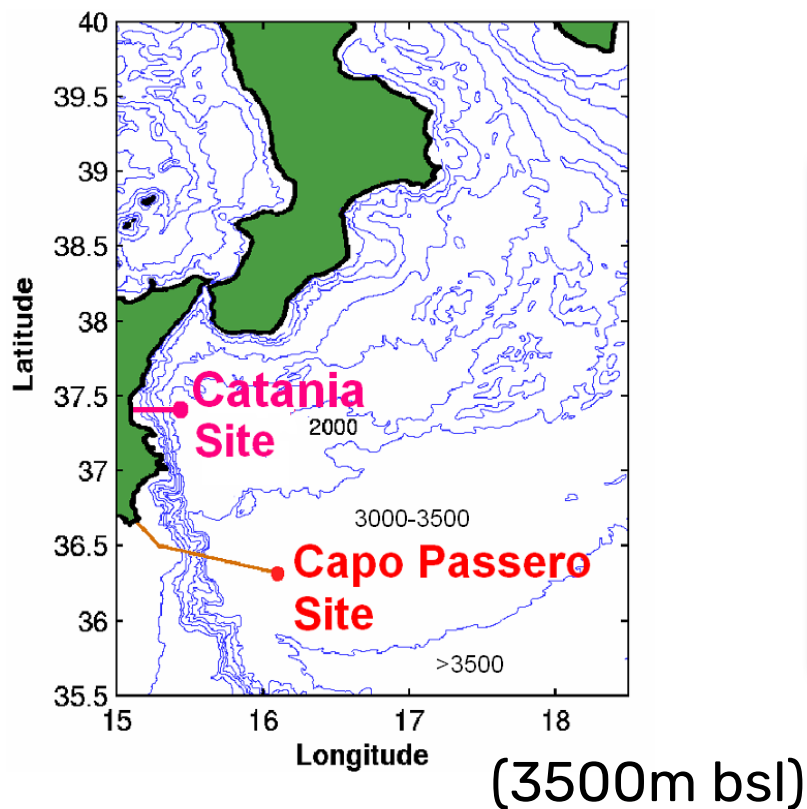 40
39.5
39
38.5
38
37.5
37
36.5
36
35.5
Latitude
Catania
Site
2000
3000-3500
Capo Passero
Site
>3500
15
16
17
18
Longitude
(3500m bsl)